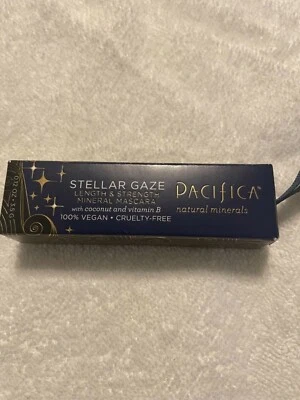 STELLAR GAZE
LENGTH & STRENGTH
MINERAL MASCARA
with coconut and vitamin B
100% VEGAN • CRUELTY-FREE
PACIFICA®
natural minerals